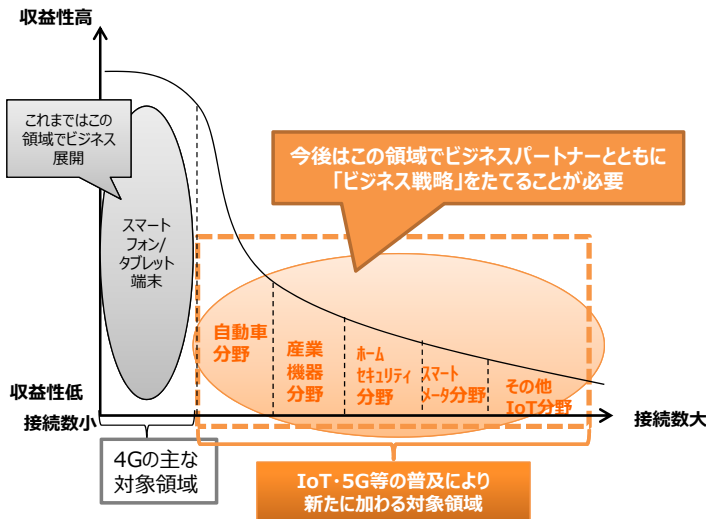 収益性高
これまではこの
領域でビジネス
展開
今後はこの領域でビジネスパートナーとともに
「ビジネス戦略」をたてることが必要
スマート
フォン/
タブレット
端末
自動車
分野
産業
機器
分野
ホーム
セキュリティ
分野
スマート
メータ分野
その他
IoT分野
収益性低
接続数小
接続数大
4Gの主な
対象領域
IoT・5G等の普及により
新たに加わる対象領域